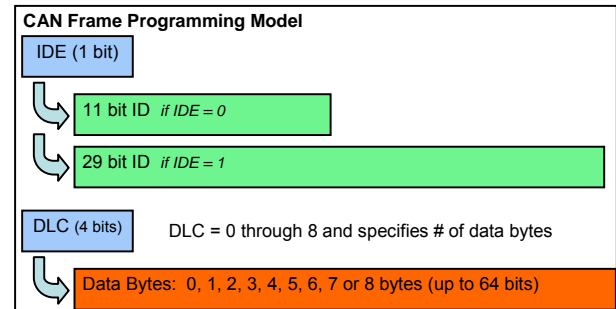 CAN Frame Programming Model
IDE (1 bit)
11 bit ID if IDE = 0
29 bit ID if IDE = 1
DLC (4 bits) DLC = 0 through 8 and specifies # of data bytes
Data Bytes: 0, 1, 2, 3, 4, 5, 6, 7 or 8 bytes (up to 64 bits)